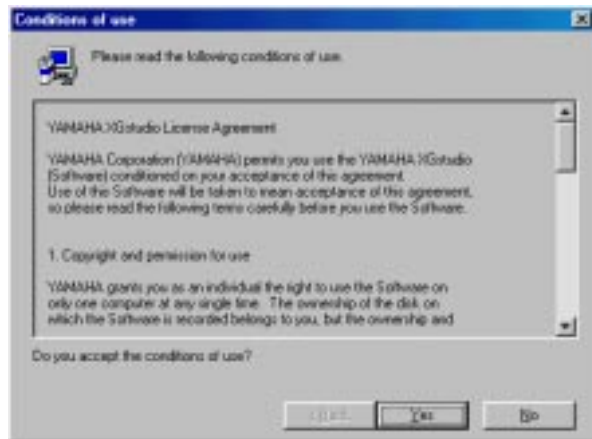 Conditions of use
Please read the following conditions of use.
YAMAHA XGstudio License Agreement
YAMAHA Corporation (YAMAHA) permits you use the YAMAHA XGstudio
(Software) conditioned on your acceptance of this agreement.
Use of this Software will be taken to mean acceptance of this agreement,
so please read the following terms carefully before you use the Software.
1. Copyright and permission for use
YAMAHA grants you as an individual the right to use the Software on
only one computer at any single time. The ownership of the disk on
which the Software is recorded belongs to you, but the ownership and
Do you accept the conditions of use?
Yes
No